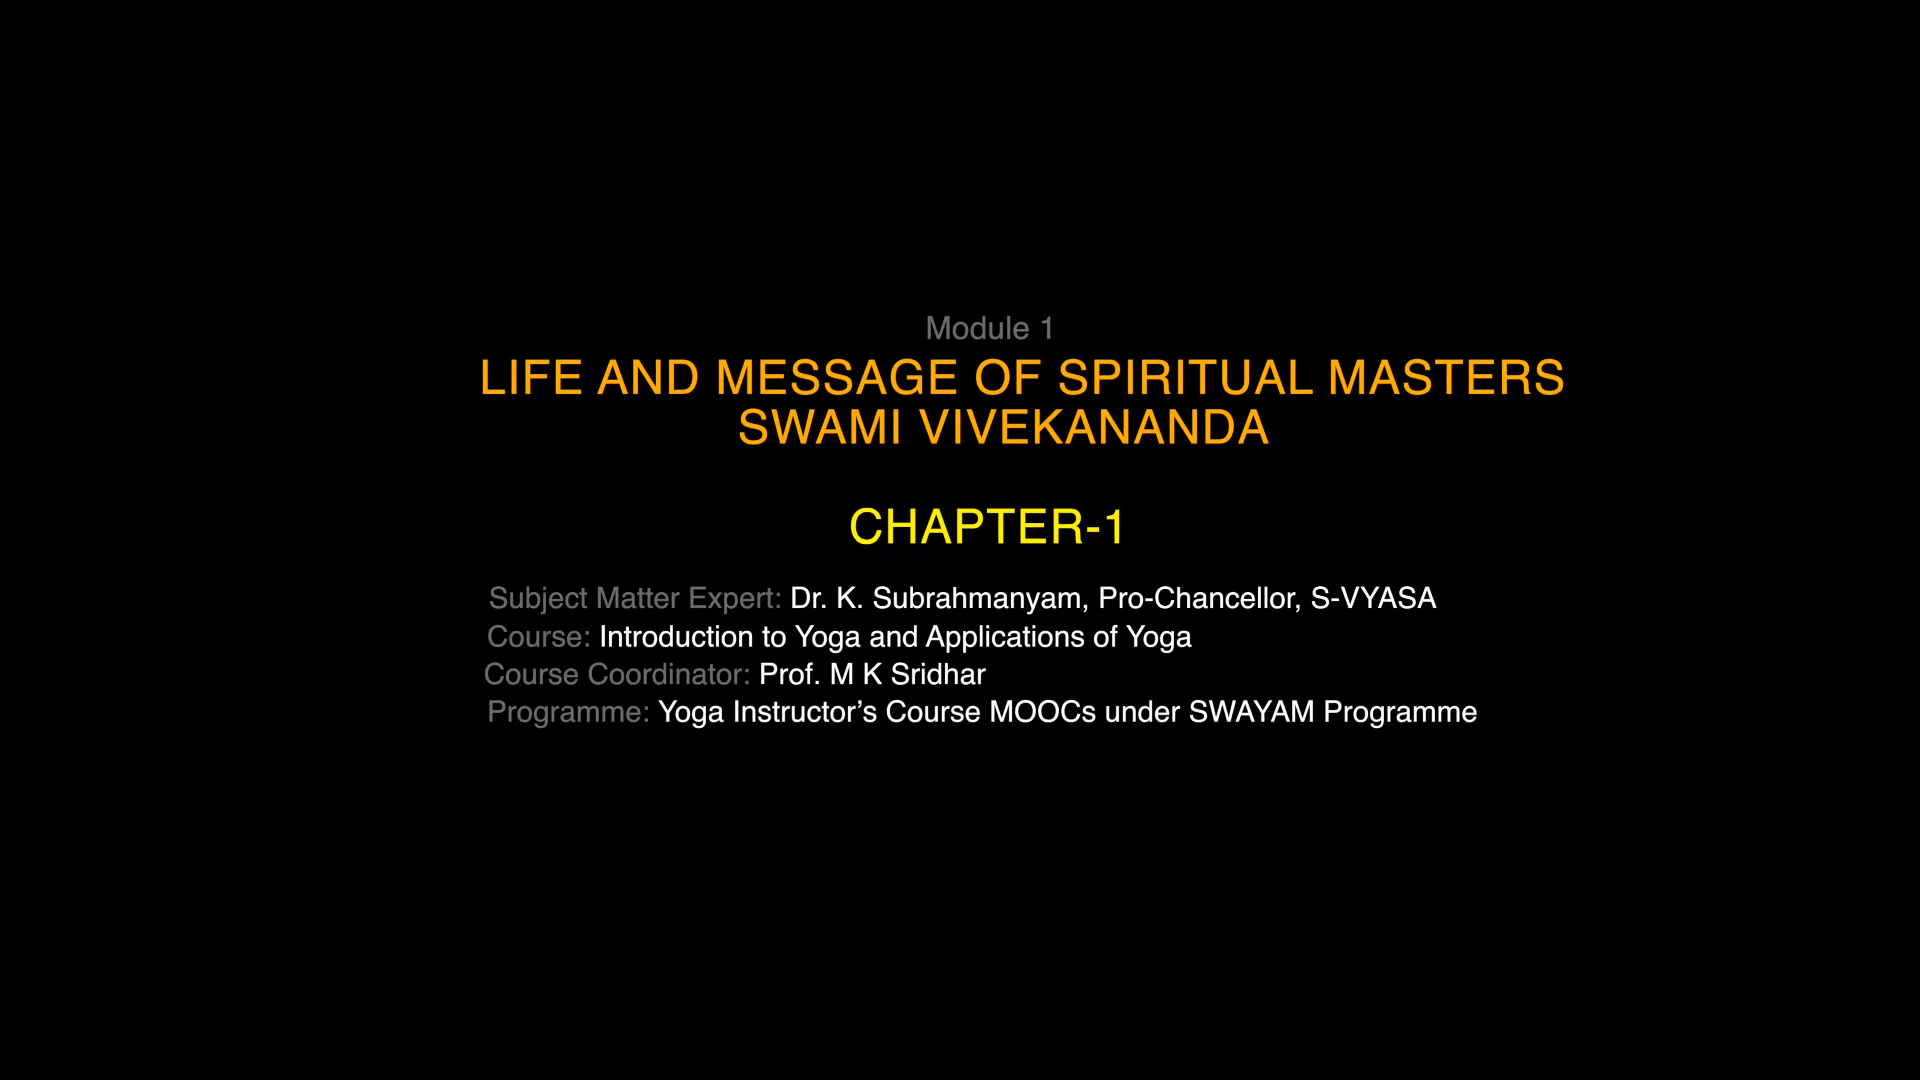 Module 1
LIFE AND MESSAGE OF SPIRITUAL MASTERS
SWAMI VIVEKANANDA
CHAPTER-1
Subject Matter Expert: Dr. K. Subrahmanyam, Pro-Chancellor, S-VYASA
Course: Introduction to Yoga and Applications of Yoga
Course Coordinator: Prof. M K Sridhar
Programme: Yoga Instructor’s Course MOOCs under SWAYAM Programme